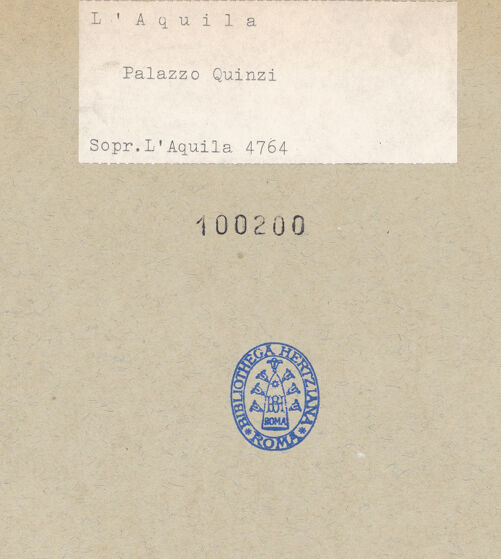 L'Aquila
Palazzo Quinzi
Sopr.L'Aquila 4764
100200
BIBLIOTHECA HERTZIANA
ROMA
* ROMA *